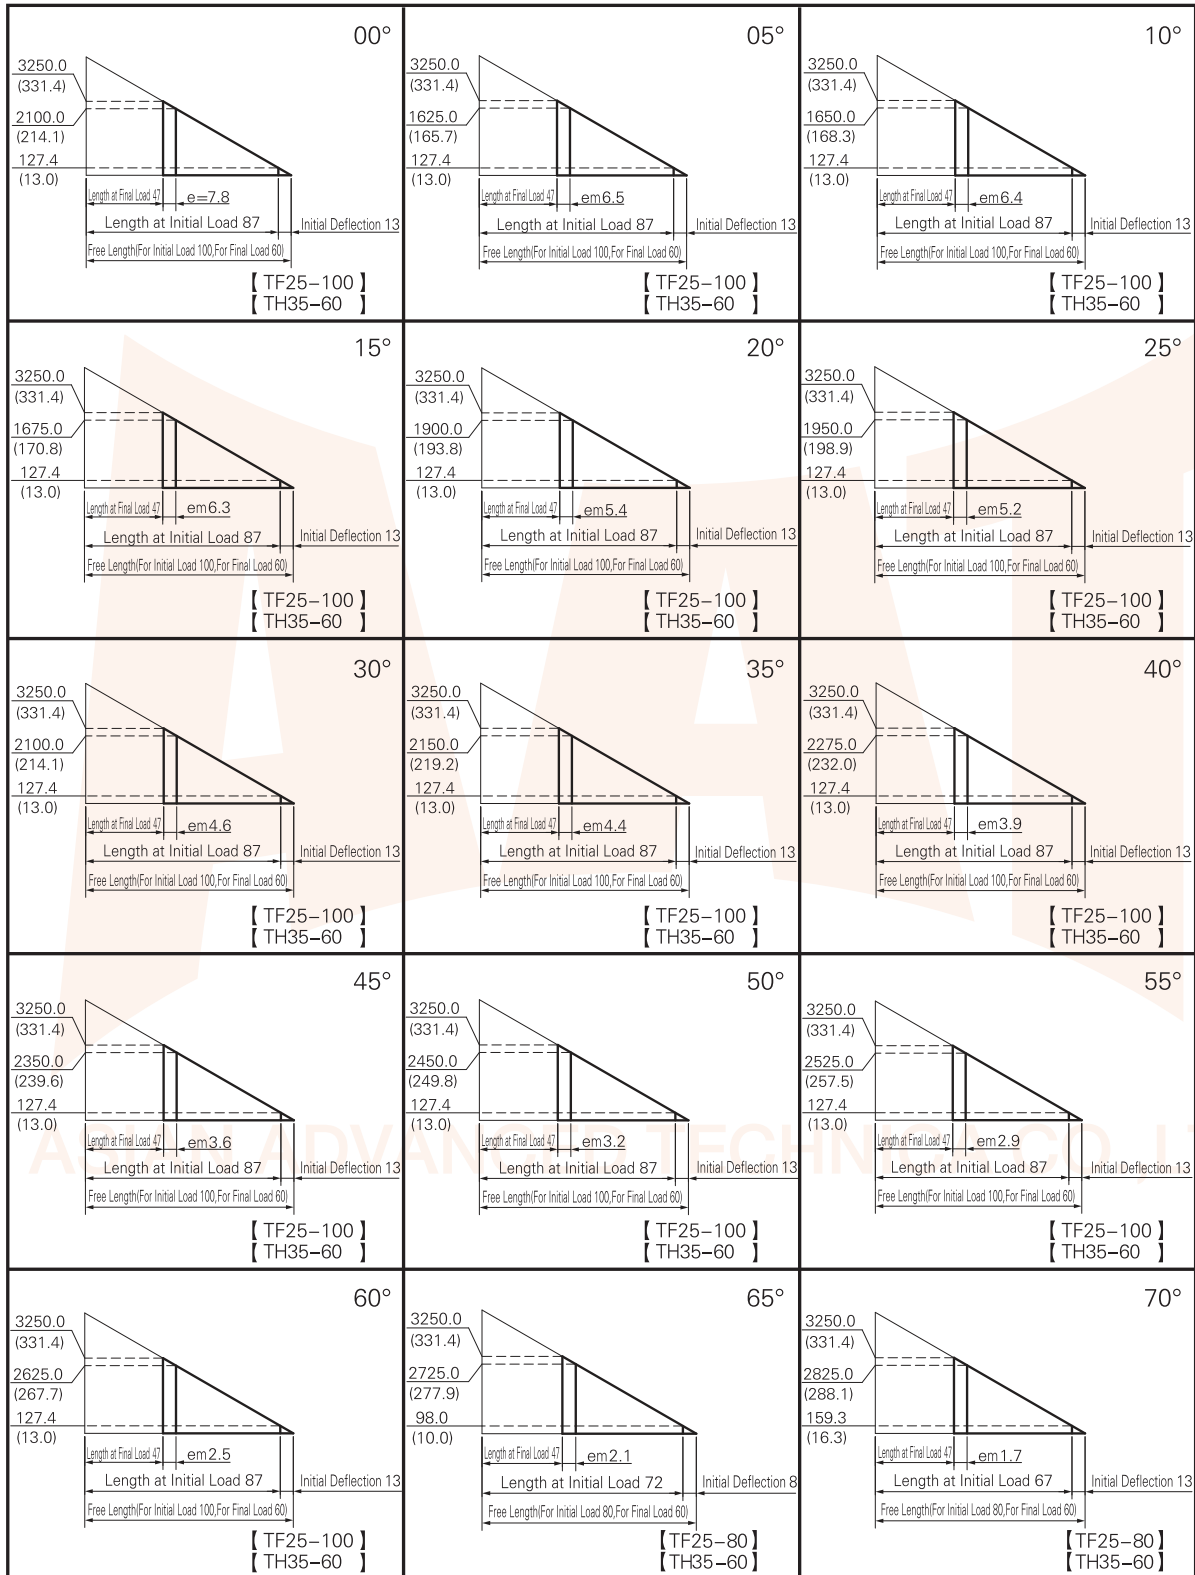 00°
3250.0
(331.4)
2100.0
(214.1)
127.4
(13.0)
Length at Final Load 47
e=7.8
Length at Initial Load 87
Initial Deflection 13
Free Length(For Initial Load 100,For Final Load 60)
【 TF25-100 】
【 TH35-60 】
05°
3250.0
(331.4)
1625.0
(165.7)
127.4
(13.0)
Length at Final Load 47
em6.5
Length at Initial Load 87
Initial Deflection 13
Free Length(For Initial Load 100,For Final Load 60)
【 TF25-100 】
【 TH35-60 】
10°
3250.0
(331.4)
1650.0
(168.3)
127.4
(13.0)
Length at Final Load 47
em6.4
Length at Initial Load 87
Initial Deflection 13
Free Length(For Initial Load 100,For Final Load 60)
【 TF25-100 】
【 TH35-60 】
15°
3250.0
(331.4)
1675.0
(170.8)
127.4
(13.0)
Length at Final Load 47
em6.3
Length at Initial Load 87
Initial Deflection 13
Free Length(For Initial Load 100,For Final Load 60)
【 TF25-100 】
【 TH35-60 】
20°
3250.0
(331.4)
1900.0
(193.8)
127.4
(13.0)
Length at Final Load 47
em5.4
Length at Initial Load 87
Initial Deflection 13
Free Length(For Initial Load 100,For Final Load 60)
【 TF25-100 】
【 TH35-60 】
25°
3250.0
(331.4)
1950.0
(198.9)
127.4
(13.0)
Length at Final Load 47
em5.2
Length at Initial Load 87
Initial Deflection 13
Free Length(For Initial Load 100,For Final Load 60)
【 TF25-100 】
【 TH35-60 】
30°
3250.0
(331.4)
2100.0
(214.1)
127.4
(13.0)
Length at Final Load 47
em4.6
Length at Initial Load 87
Initial Deflection 13
Free Length(For Initial Load 100,For Final Load 60)
【 TF25-100 】
【 TH35-60 】
35°
3250.0
(331.4)
2150.0
(219.2)
127.4
(13.0)
Length at Final Load 47
em4.4
Length at Initial Load 87
Initial Deflection 13
Free Length(For Initial Load 100,For Final Load 60)
【 TF25-100 】
【 TH35-60 】
40°
3250.0
(331.4)
2275.0
(232.0)
127.4
(13.0)
Length at Final Load 47
em3.9
Length at Initial Load 87
Initial Deflection 13
Free Length(For Initial Load 100,For Final Load 60)
【 TF25-100 】
【 TH35-60 】
45°
3250.0
(331.4)
2350.0
(239.6)
127.4
(13.0)
Length at Final Load 47
em3.6
Length at Initial Load 87
Initial Deflection 13
Free Length(For Initial Load 100,For Final Load 60)
【 TF25-100 】
【 TH35-60 】
50°
3250.0
(331.4)
2450.0
(249.8)
127.4
(13.0)
Length at Final Load 47
em3.2
Length at Initial Load 87
Initial Deflection 13
Free Length(For Initial Load 100,For Final Load 60)
【 TF25-100 】
【 TH35-60 】
55°
3250.0
(331.4)
2525.0
(257.5)
127.4
(13.0)
Length at Final Load 47
em2.9
Length at Initial Load 87
Initial Deflection 13
Free Length(For Initial Load 100,For Final Load 60)
【 TF25-100 】
【 TH35-60 】
ASIAN ADVANCED TECHNICA CO.,LT
60°
3250.0
(331.4)
2625.0
(267.7)
127.4
(13.0)
Length at Final Load 47
em2.5
Length at Initial Load 87
Initial Deflection 13
Free Length(For Initial Load 100,For Final Load 60)
【 TF25-100 】
【 TH35-60 】
65°
3250.0
(331.4)
2725.0
(277.9)
98.0
(10.0)
Length at Final Load 47
em2.1
Length at Initial Load 72
Initial Deflection 8
Free Length(For Initial Load 80,For Final Load 60)
【TF25-80】
【TH35-60】
70°
3250.0
(331.4)
2825.0
(288.1)
159.3
(16.3)
Length at Final Load 47
em1.7
Length at Initial Load 67
Initial Deflection 13
Free Length(For Initial Load 80,For Final Load 60)
【TF25-80】
【TH35-60】